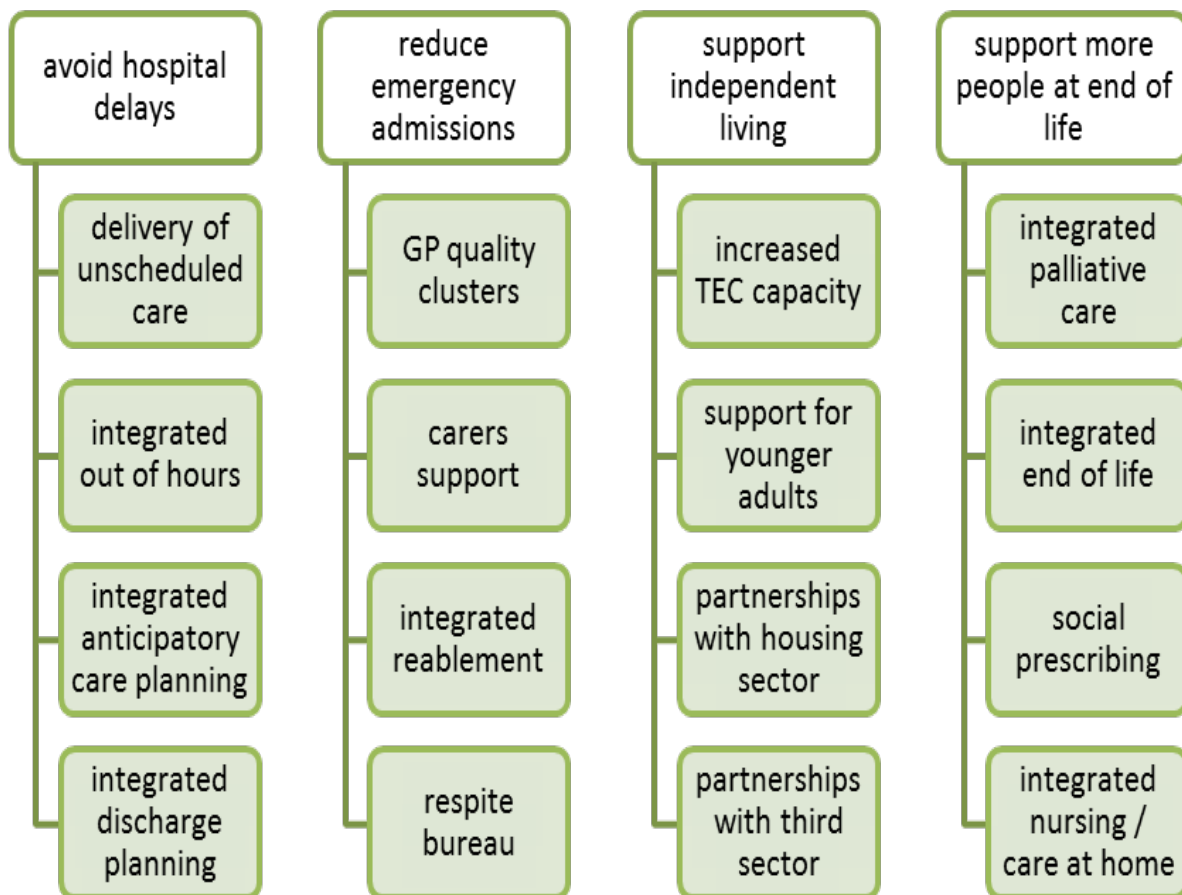 avoid hospital
delays
delivery of
unscheduled
care
integrated
out of hours
integrated
anticipatory
care planning
integrated
discharge
planning
reduce
emergency
admissions
GP quality
clusters
carers
support
integrated
reablement
respite
bureau
support
independent
living
increased
TEC capacity
support for
younger
adults
partnerships
with housing
sector
partnerships
with third
sector
support more
people at end of
life
integrated
palliative
care
integrated
end of life
social
prescribing
integrated
nursing /
care at home